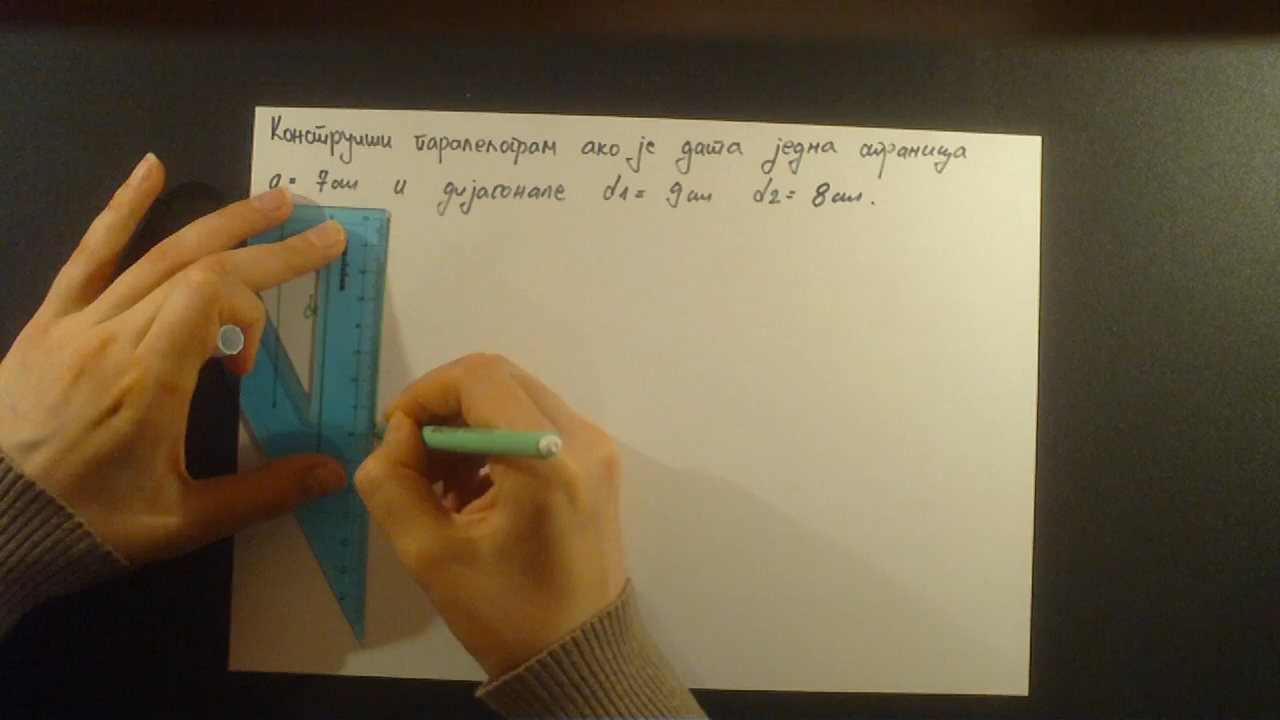 Конструиши паралелограм ако је дата једна страница
a = 7cm и дијагонале d1 = 9cm d2 = 8cm.